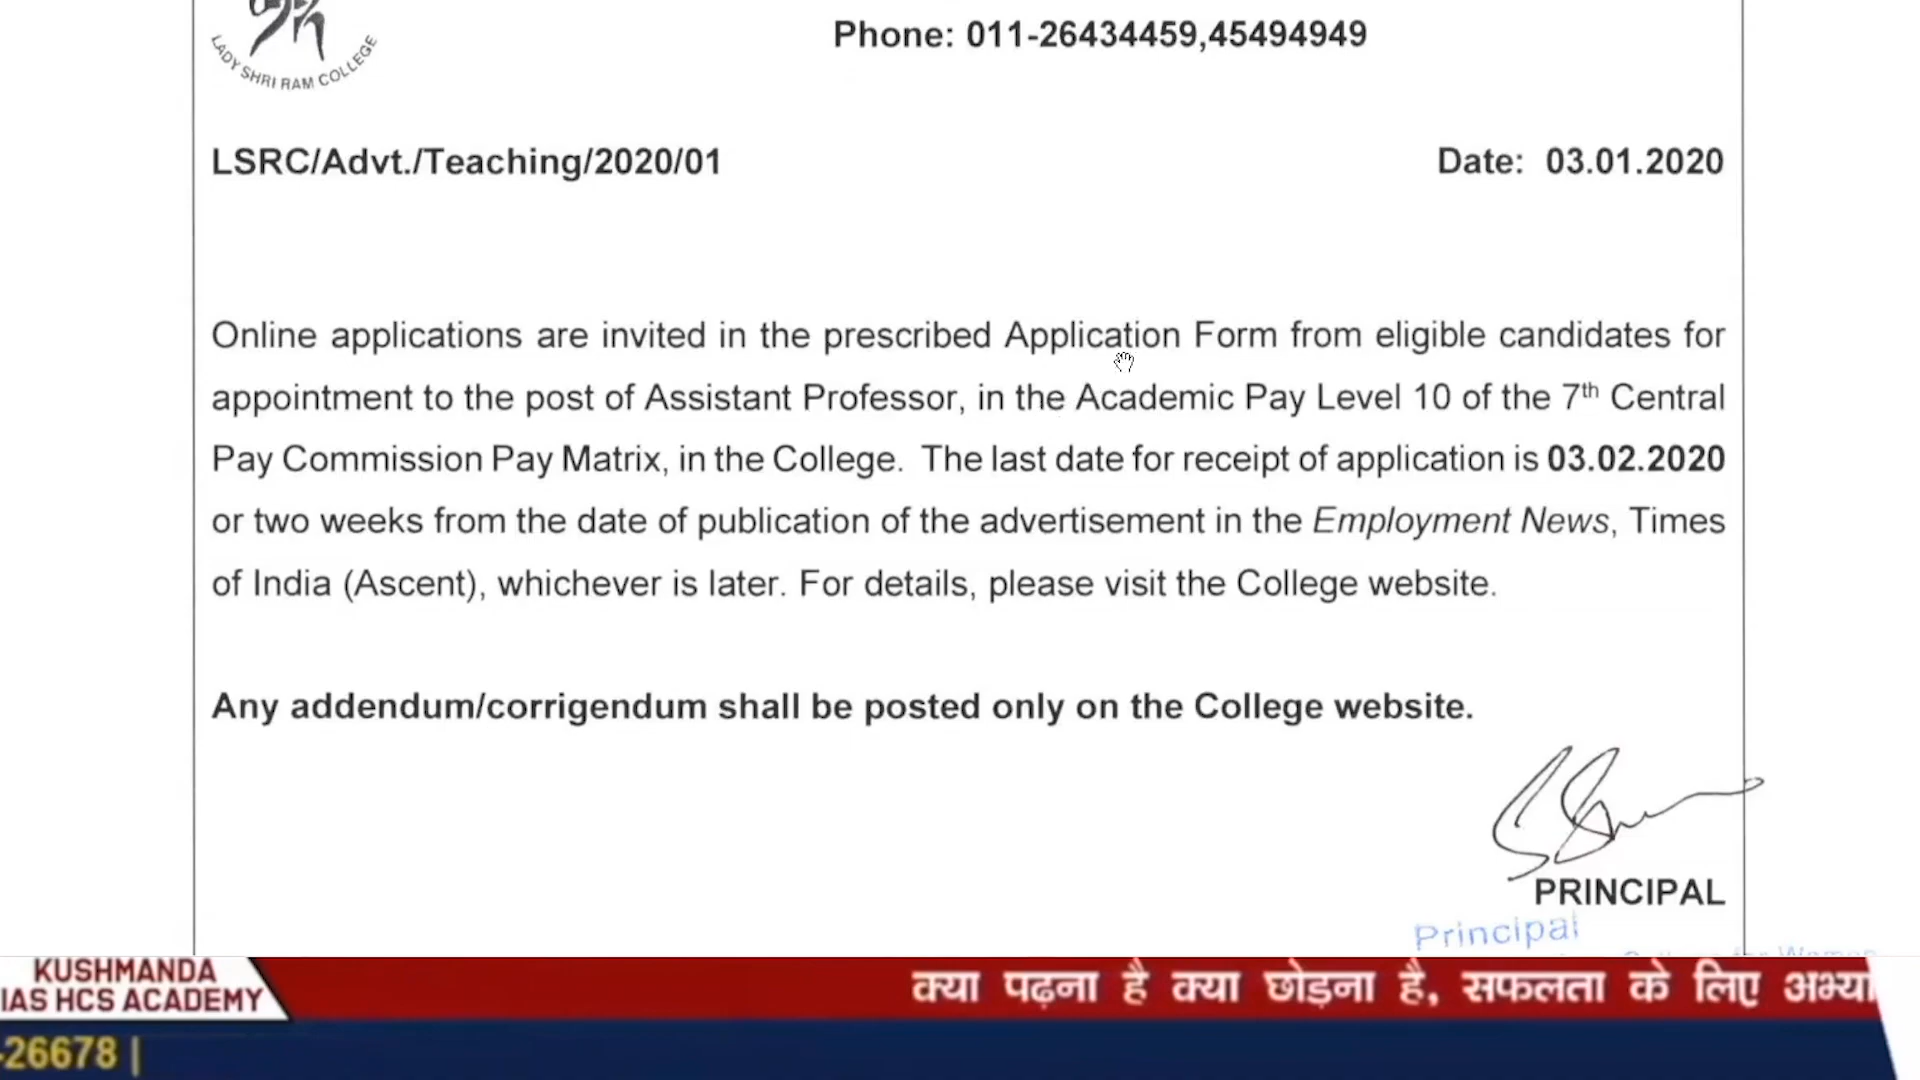 LADY SHRI RAM COLLEGE
Phone: 011-26434459,45494949
LSRC/Advt./Teaching/2020/01
Date: 03.01.2020
Online applications are invited in the prescribed Application Form from eligible candidates for
appointment to the post of Assistant Professor, in the Academic Pay Level 10 of the 7th Central
Pay Commission Pay Matrix, in the College. The last date for receipt of application is 03.02.2020
or two weeks from the date of publication of the advertisement in the Employment News, Times
of India (Ascent), whichever is later. For details, please visit the College website.
Any addendum/corrigendum shall be posted only on the College website.
PRINCIPAL
Principal
KUSHMANDA
IAS HCS ACADEMY
क्या पढ़ना है क्या छोड़ना है, सफलता के लिए
-26678 |